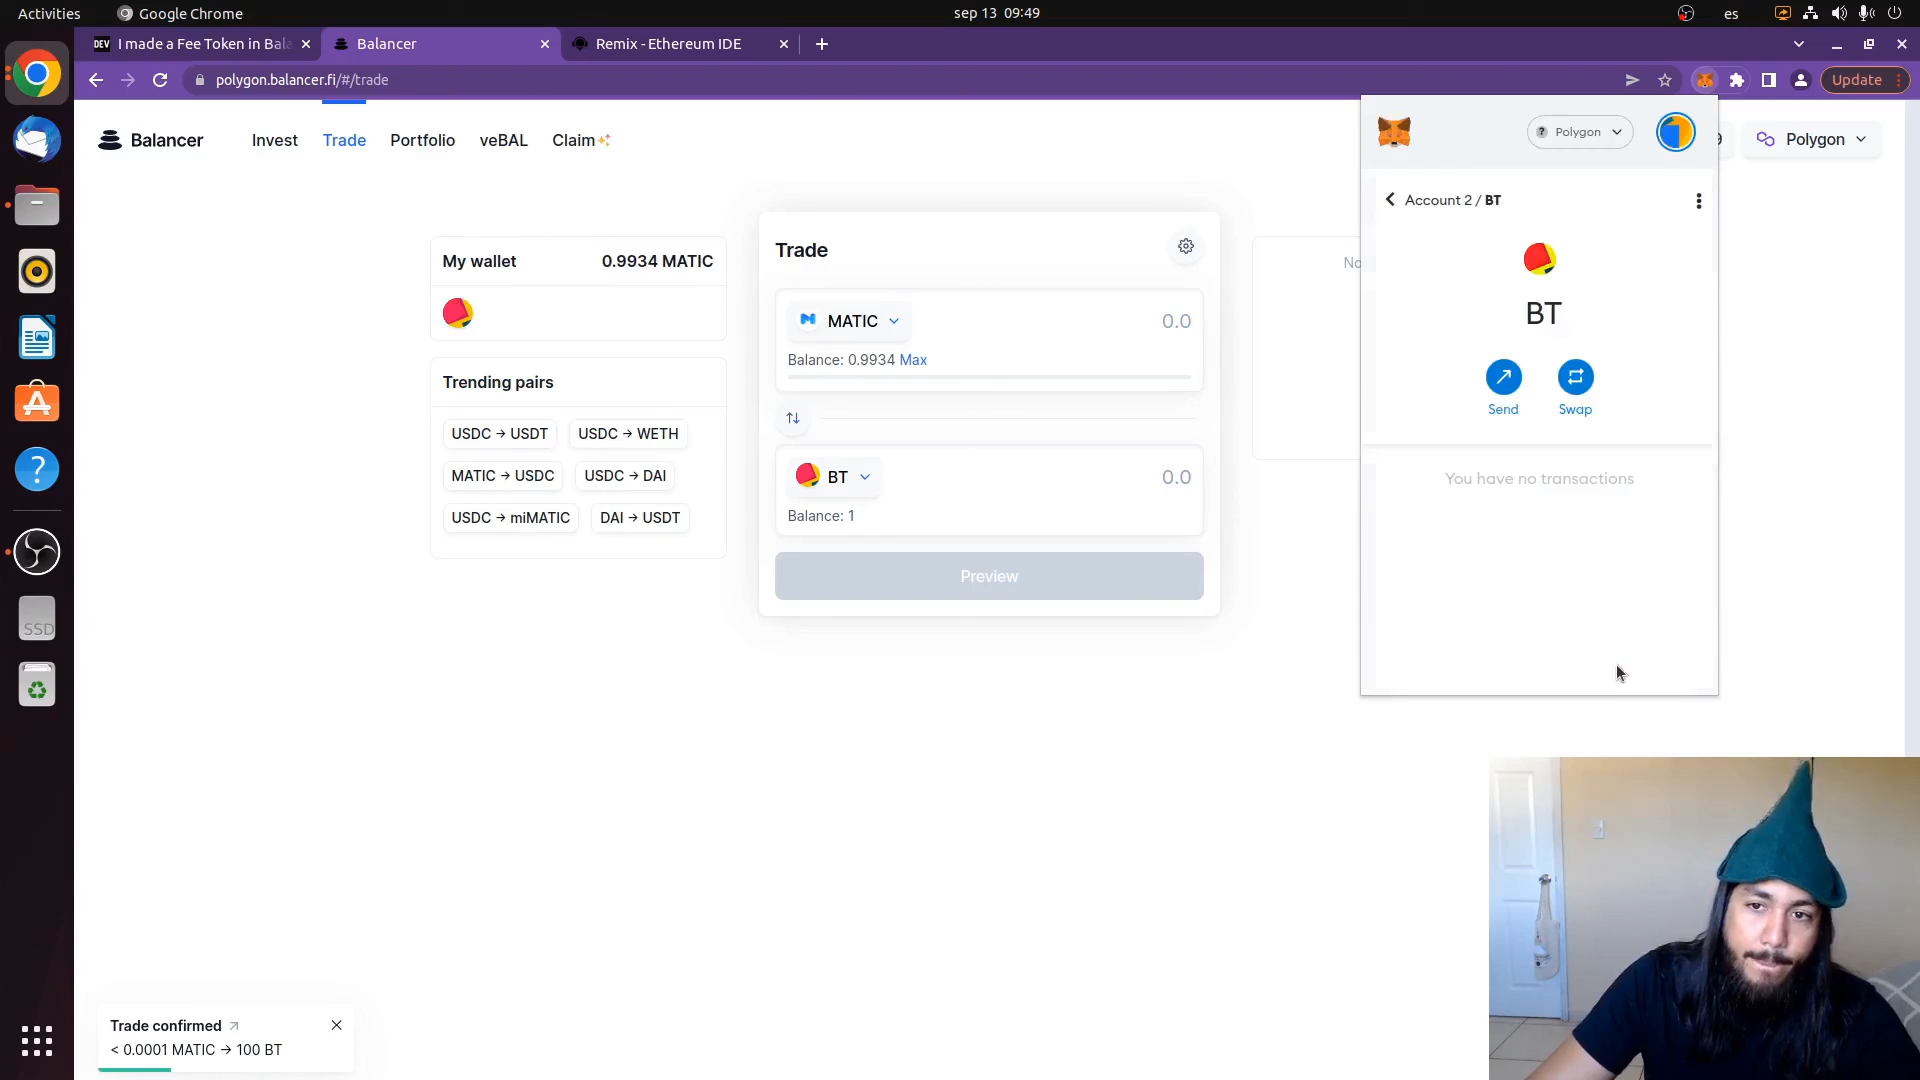 Activities
Google Chrome
sep 13 09:49
es
DEV
I made a Fee Token in Bala
Balancer
Remix - Ethereum IDE
polygon.balancer.fi/#/trade
Update
Balancer
Invest
Trade
Portfolio
veBAL
Claim
9
Polygon
My wallet
0.9934 MATIC
Trending pairs
USDC → USDT
USDC → WETH
MATIC → USDC
USDC → DAI
USDC → miMATIC
DAI → USDT
Trade
MATIC
0.0
Balance: 0.9934 Max
BT
0.0
Balance: 1
Preview
No
? Polygon
Account 2 / BT
BT
Send
Swap
You have no transactions
SSD
Trade confirmed
< 0.0001 MATIC → 100 BT